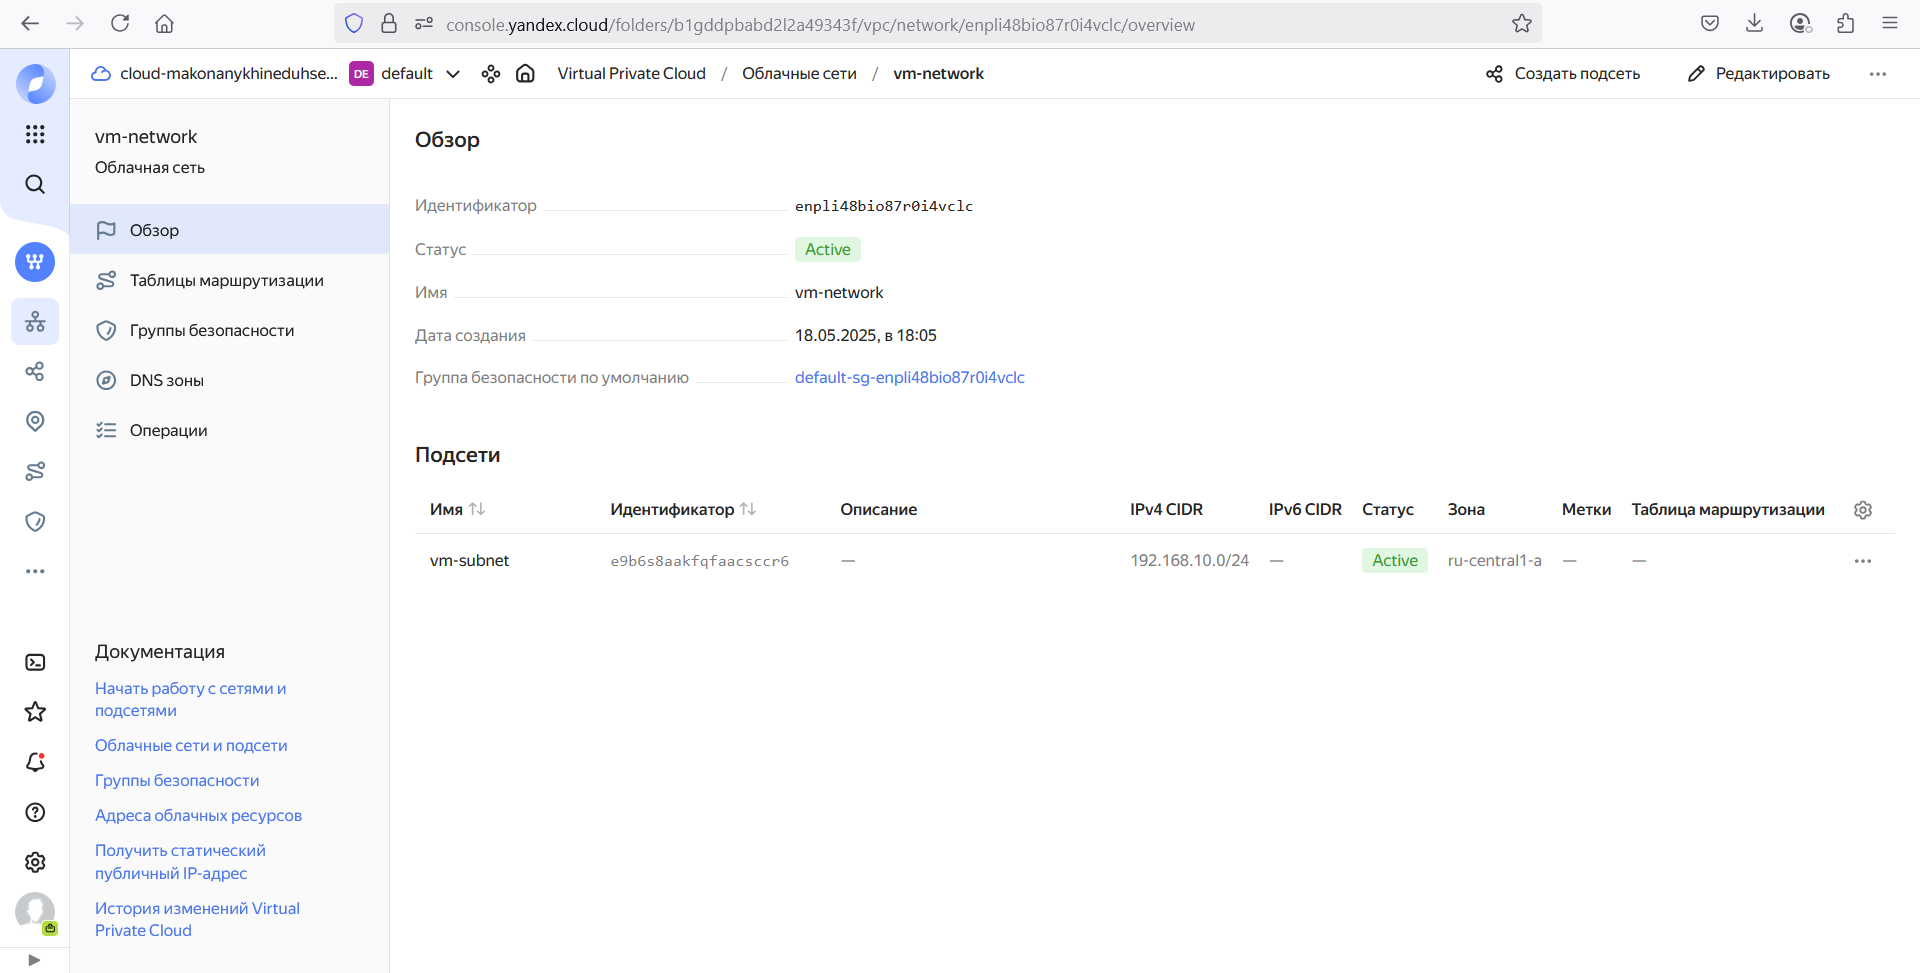 console.yandex.cloud/folders/b1gddpbabd2l2a49343f/vpc/network/enpli48bio87r0i4vclc/overview
cloud-makonanykhineduhse... DE default Virtual Private Cloud / Облачные сети / vm-network Создать подсеть Редактировать
vm-network
Облачная сеть
Обзор
Таблицы маршрутизации
Группы безопасности
DNS зоны
Операции
Документация
Начать работу с сетями и
подсетями
Облачные сети и подсети
Группы безопасности
Адреса облачных ресурсов
Получить статический
публичный IP-адрес
История изменений Virtual
Private Cloud
Обзор
Идентификатор enpli48bio87r0i4vclc
Статус Active
Имя vm-network
Дата создания 18.05.2025, в 18:05
Группа безопасности по умолчанию default-sg-enpli48bio87r0i4vclc
Подсети
Имя Идентификатор Описание IPv4 CIDR IPv6 CIDR Статус Зона Метки Таблица маршрутизации
vm-subnet e9b6s8aakfqfaacsccr6 — 192.168.10.0/24 — Active ru-central1-a — —